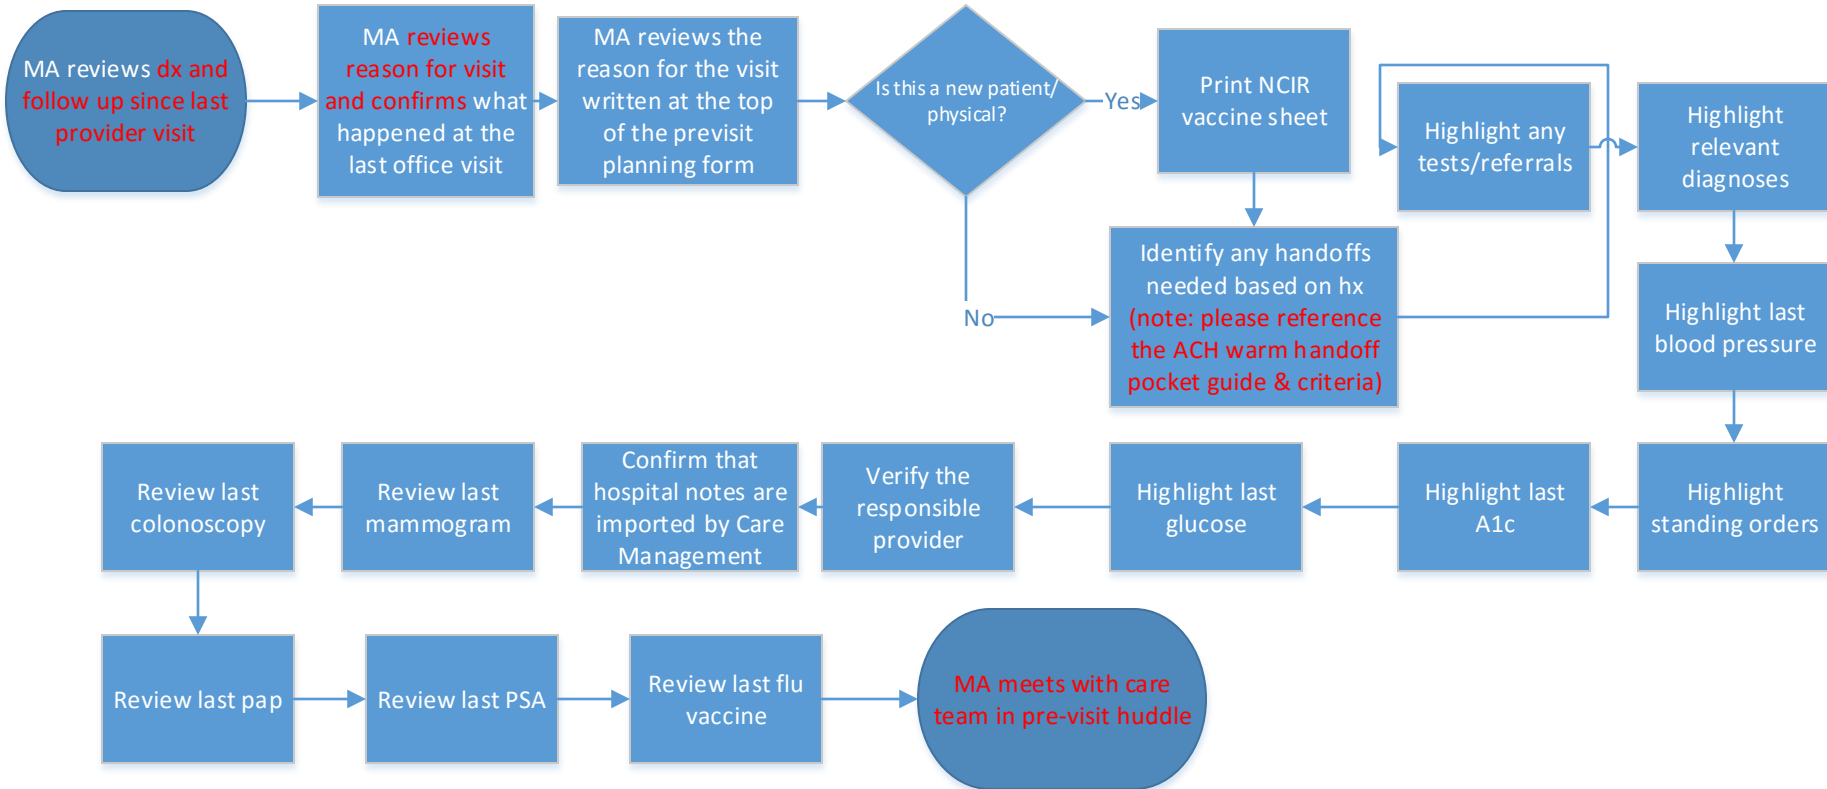 MA reviews dx and
follow up since last
provider visit
MA reviews
reason for visit
and confirms what
happened at the
last office visit
MA reviews the
reason for the visit
written at the top
of the previsit
planning form
Is this a new patient/
physical?
Yes
No
Print NCIR
vaccine sheet
Identify any handoffs
needed based on hx
(note: please reference
the ACH warm handoff
pocket guide & criteria)
Highlight any
tests/referrals
Highlight
relevant
diagnoses
Highlight last
blood pressure
Highlight
standing orders
Highlight last
A1c
Highlight last
glucose
Verify the
responsible
provider
Confirm that
hospital notes are
imported by Care
Management
Review last
mammogram
Review last
colonoscopy
Review last pap
Review last PSA
Review last flu
vaccine
MA meets with care
team in pre-visit huddle